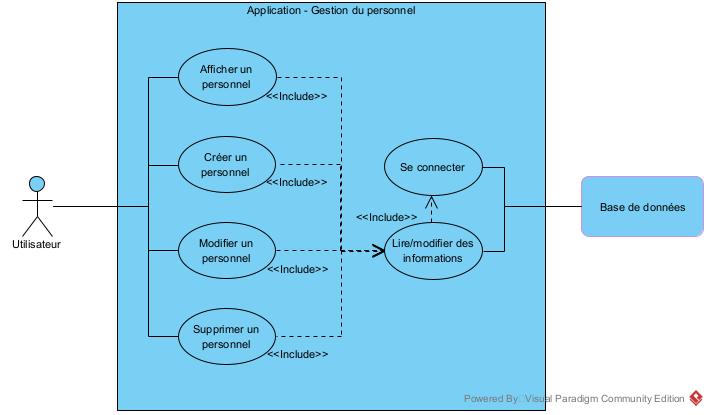 Application - Gestion du personnel
Afficher un
personnel
<<Include>>
Créer un
personnel
<<Include>>
Se connecter
<<Include>>
Utilisateur
Base de données
Modifier un
personnel
<<Include>>
Lire/modifier des
informations
Supprimer un
personnel
<<Include>>
Powered By Visual Paradigm Community Edition